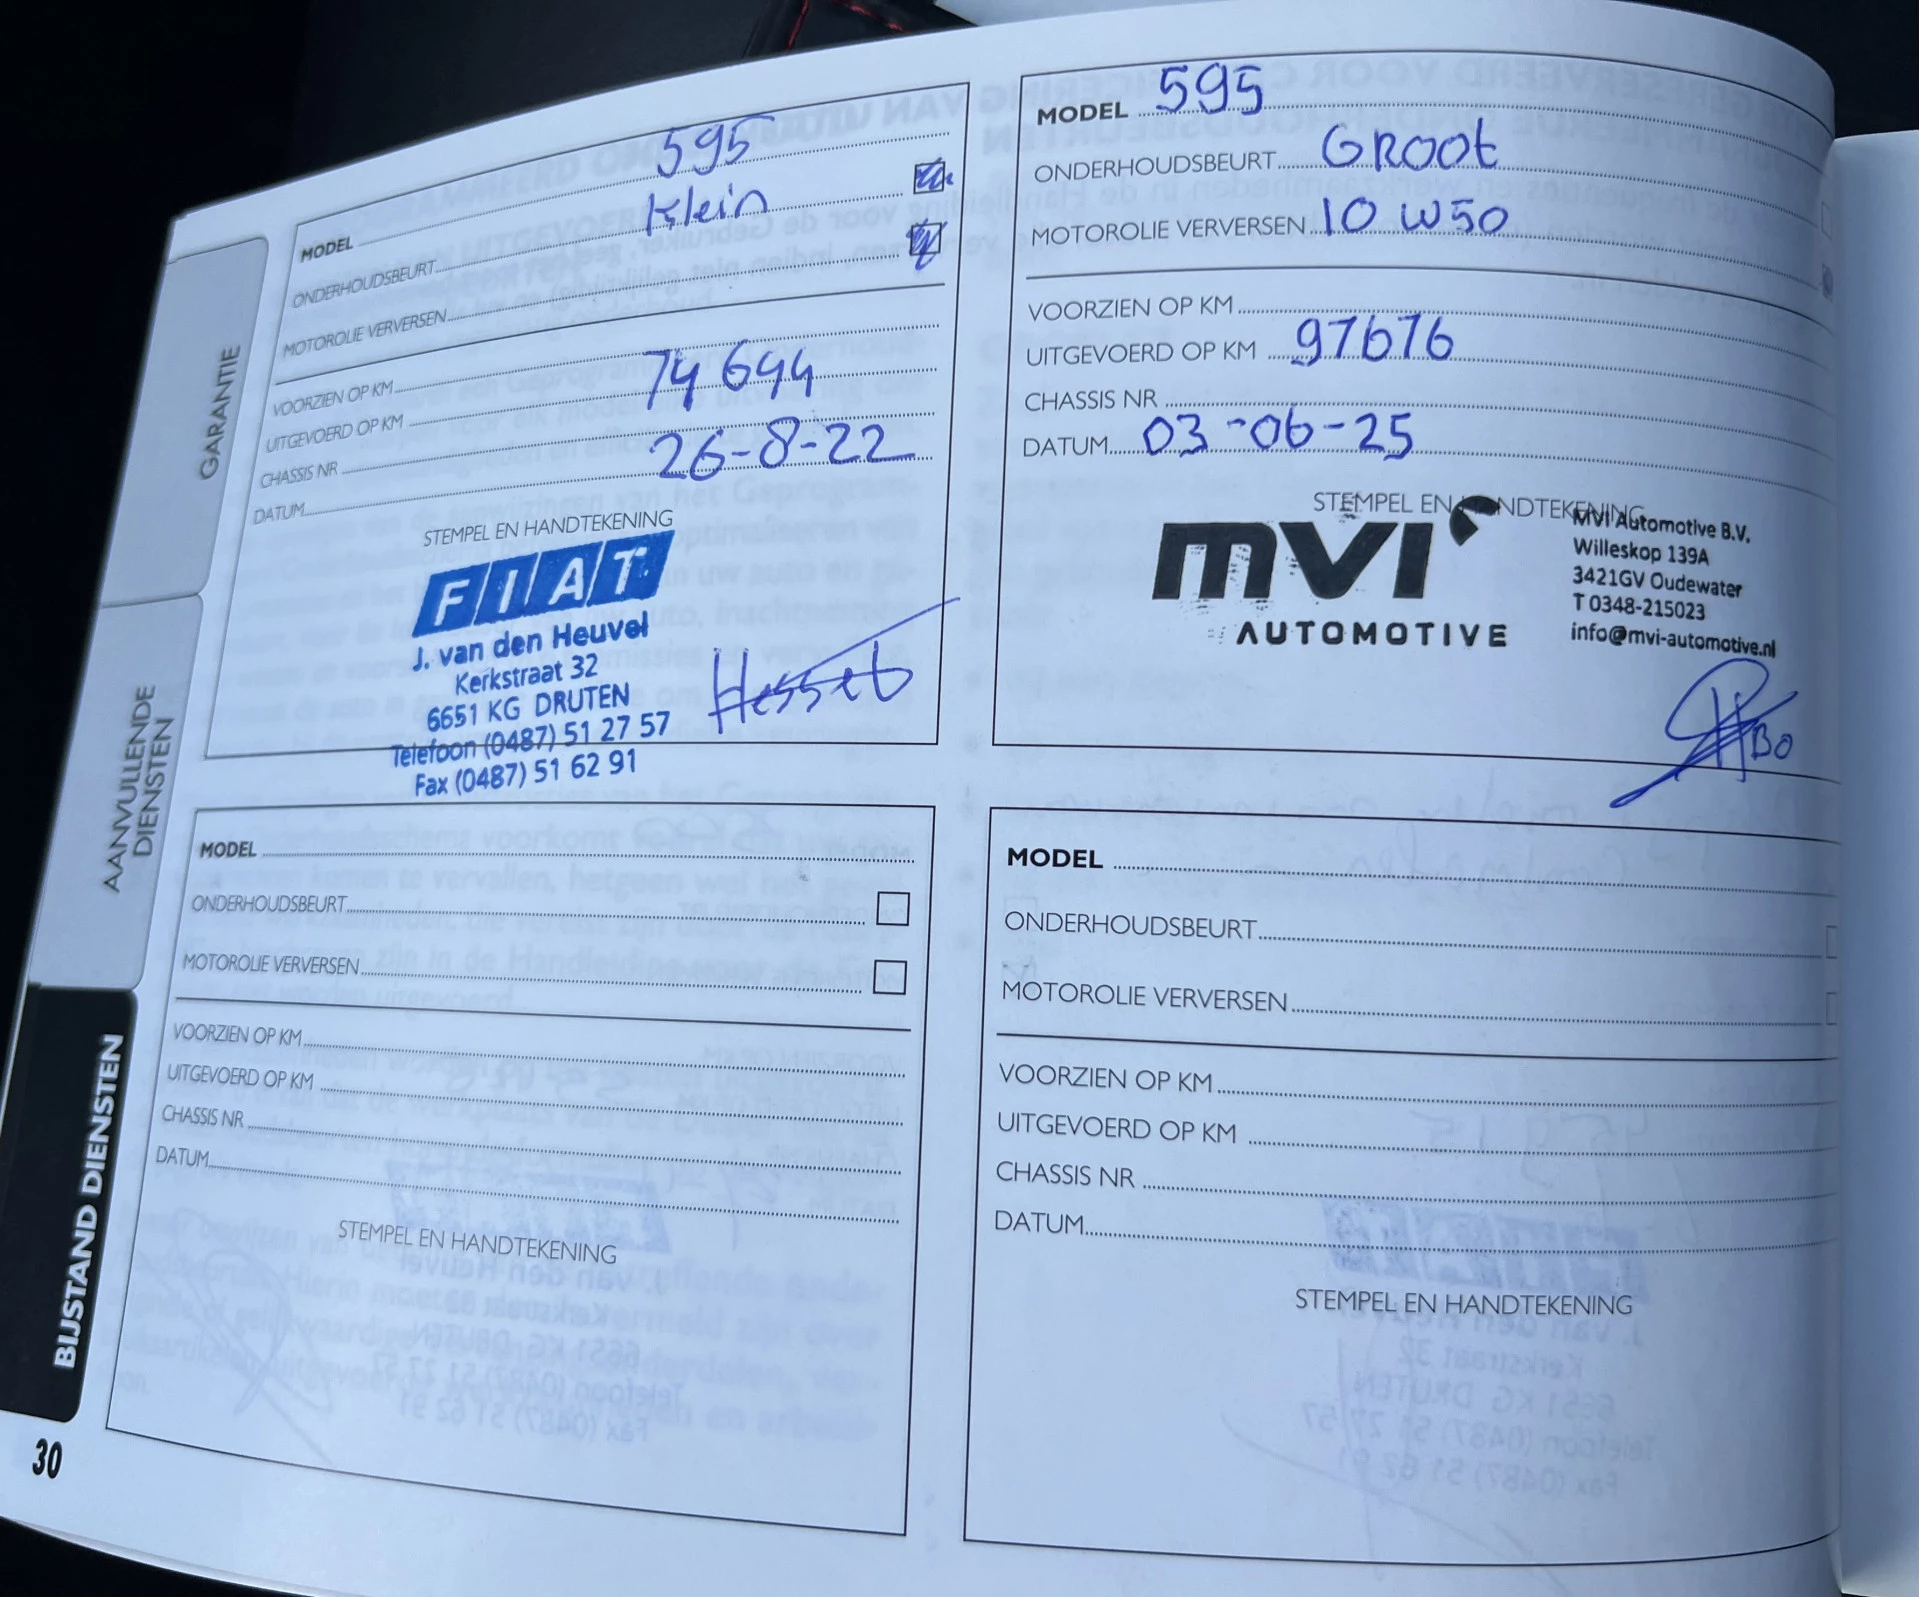 GARANTIE
AANVULLENDE
DIENSTEN
BIJSTAND DIENSTEN
30
MODEL 595
ONDERHOUDSBEURT Klein
MOTOROLIE VERVERSEN
VOORZIEN OP KM
UITGEVOERD OP KM 74 644
CHASSIS NR
DATUM 26-8-22
STEMPEL EN HANDTEKENING
FIAT
J. van den Heuvel
Kerkstraat 32
6651 KG DRUTEN
Telefoon (0487) 51 27 57
Fax (0487) 51 62 91
MODEL 595
ONDERHOUDSBEURT GROOt
MOTOROLIE VERVERSEN 10 W50
VOORZIEN OP KM
UITGEVOERD OP KM 97676
CHASSIS NR
DATUM 03-06-25
STEMPEL EN HANDTEKENING
mvi
AUTOMOTIVE
MVI Automotive B.V.
Willeskop 139A
3421GV Oudewater
T 0348-215023
info@mvi-automotive.nl
MODEL
ONDERHOUDSBEURT
MOTOROLIE VERVERSEN
VOORZIEN OP KM
UITGEVOERD OP KM
CHASSIS NR
DATUM
STEMPEL EN HANDTEKENING
MODEL
ONDERHOUDSBEURT
MOTOROLIE VERVERSEN
VOORZIEN OP KM
UITGEVOERD OP KM
CHASSIS NR
DATUM
STEMPEL EN HANDTEKENING